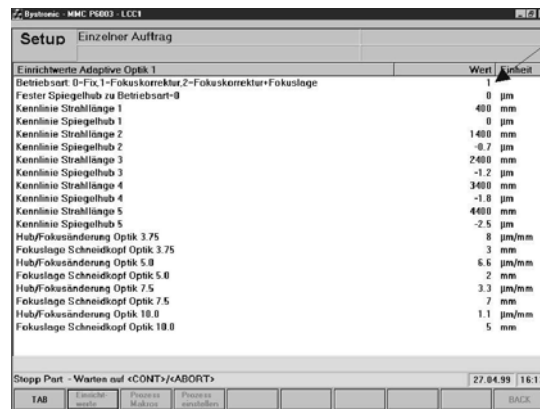 Bystronic - MMC P6003 - LCC1
Setup Einzelner Auftrag
Einrichtwerte Adaptive Optik 1 Wert Einheit
Betriebsart: 0-Fix,1-Fokuskorrektur,2-Fokuskorrektur+Fokuslage 1
Fester Spiegelhub zu Betriebsart-0 0 µm
Kennlinie Strahllänge 1 400 mm
Kennlinie Spiegelhub 1 0 µm
Kennlinie Strahllänge 2 1400 mm
Kennlinie Spiegelhub 2 -0.7 µm
Kennlinie Strahllänge 3 2400 mm
Kennlinie Spiegelhub 3 -1.2 µm
Kennlinie Strahllänge 4 3400 mm
Kennlinie Spiegelhub 4 -1.8 µm
Kennlinie Strahllänge 5 4400 mm
Kennlinie Spiegelhub 5 -2.5 µm
Hub/Fokusänderung Optik 3.75 8 µm/mm
Fokuslage Schneidkopf Optik 3.75 3 mm
Hub/Fokusänderung Optik 5.0 6.6 µm/mm
Fokuslage Schneidkopf Optik 5.0 2 mm
Hub/Fokusänderung Optik 7.5 3.3 µm/mm
Fokuslage Schneidkopf Optik 7.5 7 mm
Hub/Fokusänderung Optik 10.0 1.1 µm/mm
Fokuslage Schneidkopf Optik 10.0 5 mm
Stopp Part - Warten auf <CONT>/<ABORT> 27.04.99 16:1
TAB Einricht-werte Prozess Makros Prozess einstellen BACK